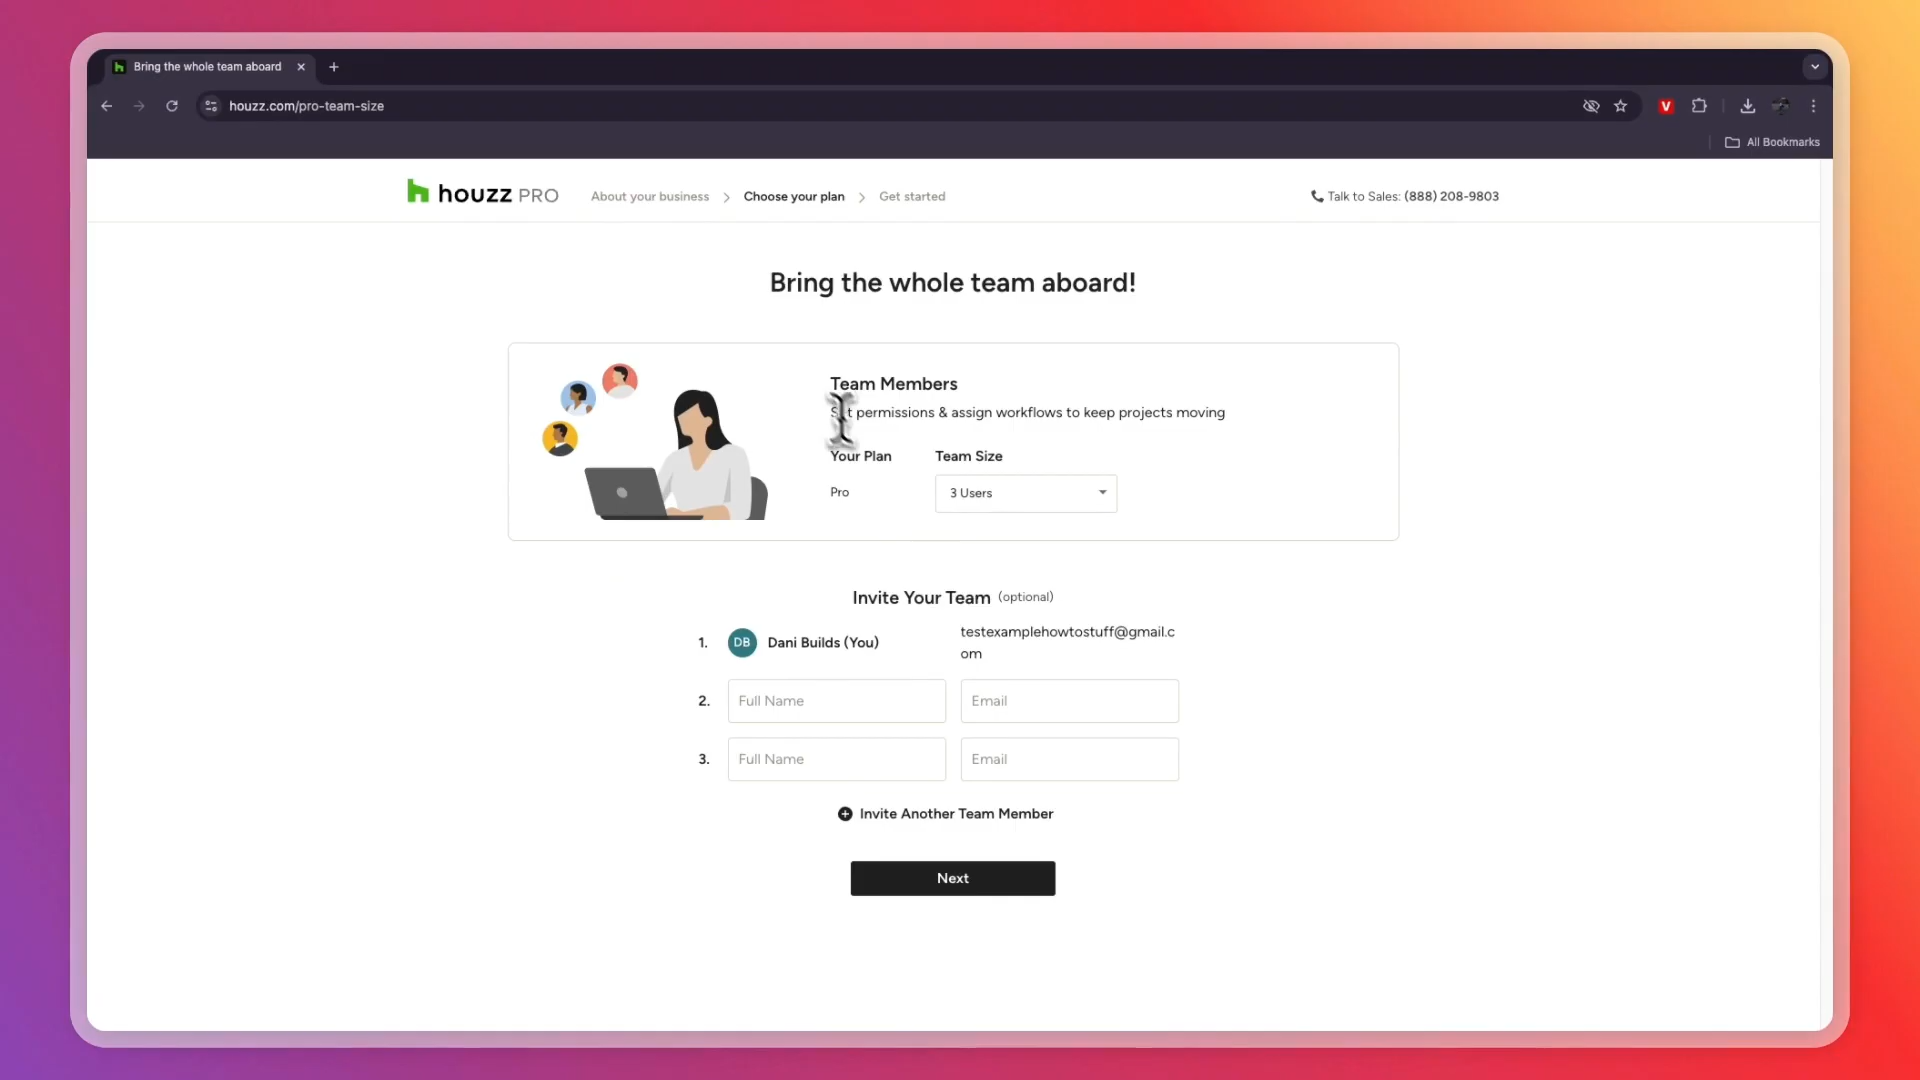 Bring the whole team aboard
houzz.com/pro-team-size
V
All Bookmarks
houzz PRO
About your business
Choose your plan
Get started
Talk to Sales: (888) 208-9803
Bring the whole team aboard!
Team Members
Set permissions & assign workflows to keep projects moving
Your Plan
Team Size
Pro
3 Users
Invite Your Team (optional)
1. DB Dani Builds (You)
testexamplehowtostuff@gmail.c
om
2. Full Name Email
3. Full Name Email
Invite Another Team Member
Next